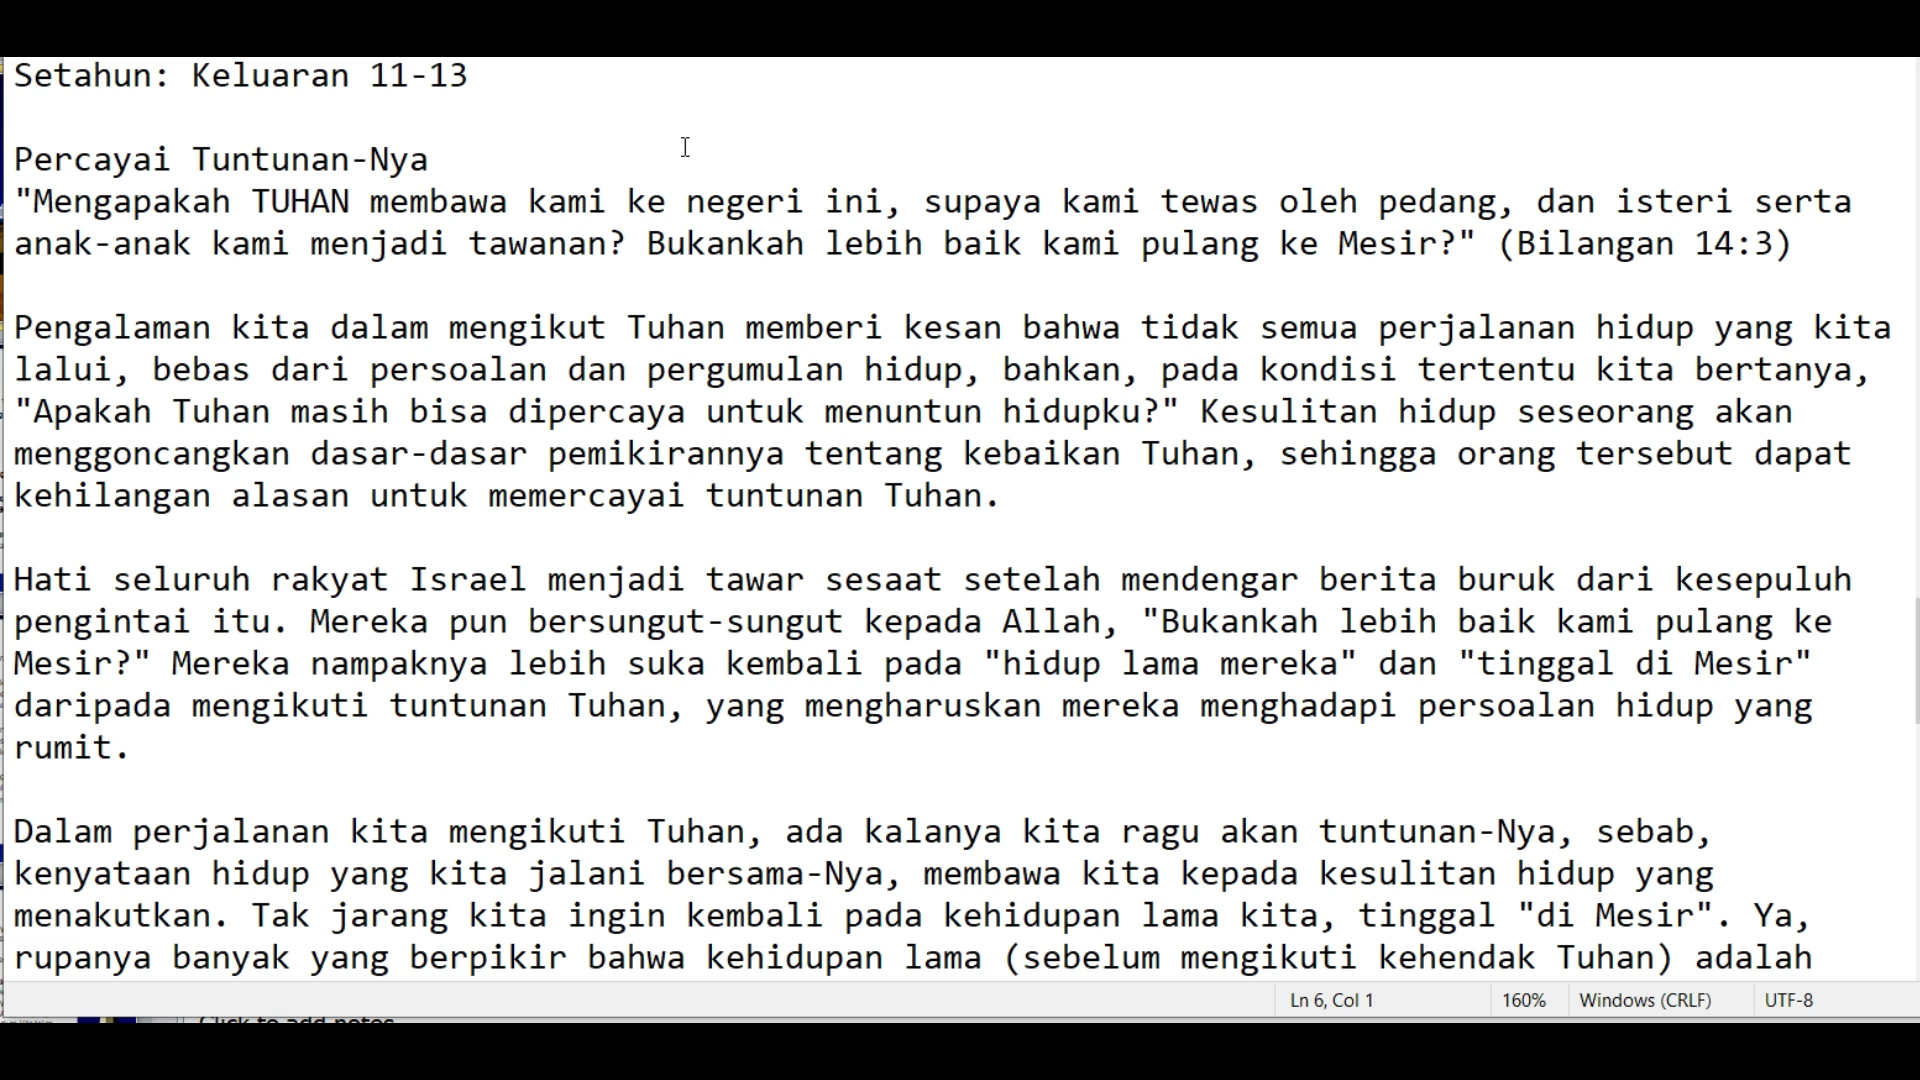 Setahun: Keluaran 11-13
Percayai Tuntunan-Nya
"Mengapakah TUHAN membawa kami ke negeri ini, supaya kami tewas oleh pedang, dan isteri serta
anak-anak kami menjadi tawanan? Bukankah lebih baik kami pulang ke Mesir?" (Bilangan 14:3)
Pengalaman kita dalam mengikut Tuhan memberi kesan bahwa tidak semua perjalanan hidup yang kita
lalui, bebas dari persoalan dan pergumulan hidup, bahkan, pada kondisi tertentu kita bertanya,
"Apakah Tuhan masih bisa dipercaya untuk menuntun hidupku?" Kesulitan hidup seseorang akan
menggoncangkan dasar-dasar pemikirannya tentang kebaikan Tuhan, sehingga orang tersebut dapat
kehilangan alasan untuk memercayai tuntunan Tuhan.
Hati seluruh rakyat Israel menjadi tawar sesaat setelah mendengar berita buruk dari kesepuluh
pengintai itu. Mereka pun bersungut-sungut kepada Allah, "Bukankah lebih baik kami pulang ke
Mesir?" Mereka nampaknya lebih suka kembali pada "hidup lama mereka" dan "tinggal di Mesir"
daripada mengikuti tuntunan Tuhan, yang mengharuskan mereka menghadapi persoalan hidup yang
rumit.
Dalam perjalanan kita mengikuti Tuhan, ada kalanya kita ragu akan tuntunan-Nya, sebab,
kenyataan hidup yang kita jalani bersama-Nya, membawa kita kepada kesulitan hidup yang
menakutkan. Tak jarang kita ingin kembali pada kehidupan lama kita, tinggal "di Mesir". Ya,
rupanya banyak yang berpikir bahwa kehidupan lama (sebelum mengikuti kehendak Tuhan) adalah
Ln 6, Col 1 160% Windows (CRLF) UTF-8
Click to add notes